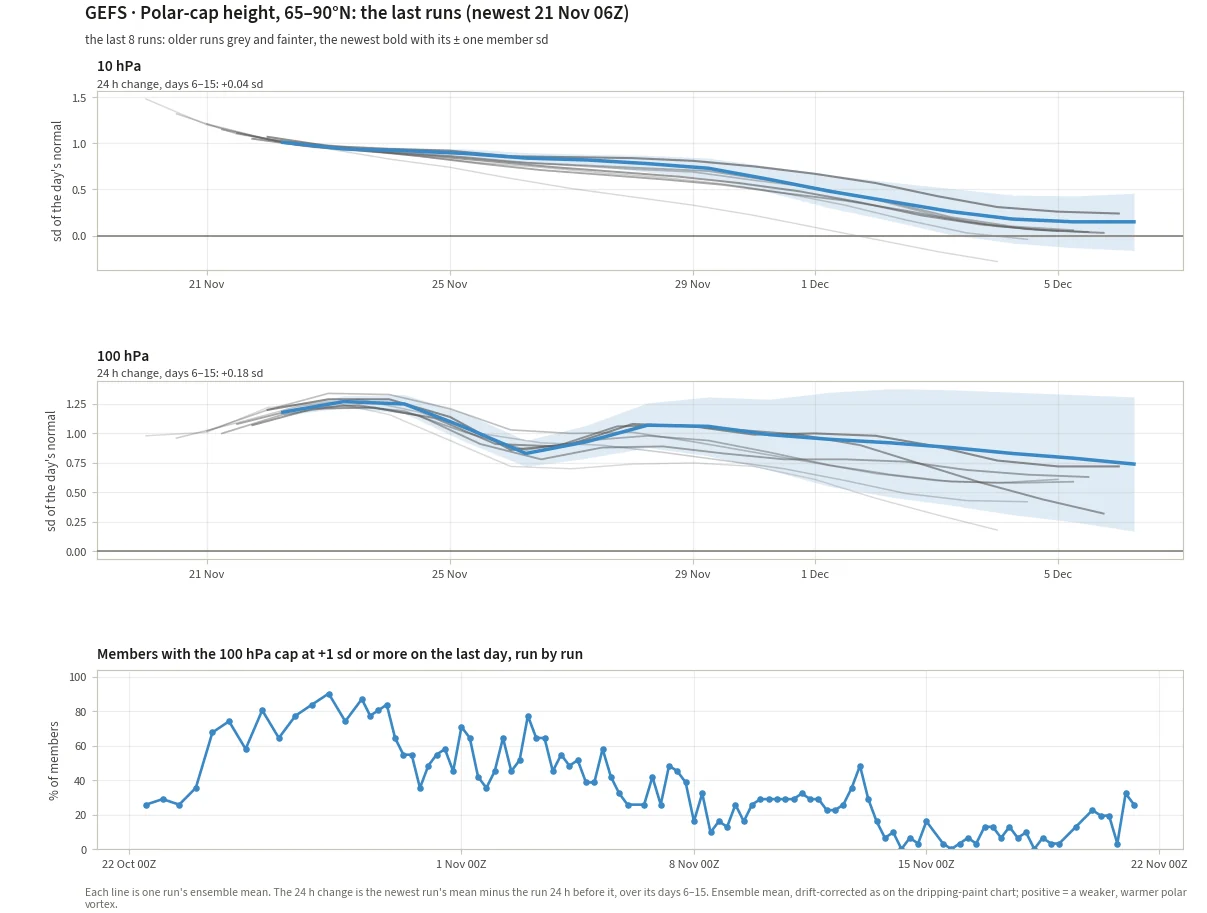 GEFS · Polar-cap height, 65–90°N: the last runs (newest 21 Nov 06Z)
the last 8 runs: older runs grey and fainter, the newest bold with its ± one member sd
10 hPa
24 h change, days 6–15: +0.04 sd
1.5
1.0
0.5
0.0
sd of the day's normal
21 Nov 25 Nov 29 Nov 1 Dec 5 Dec
100 hPa
24 h change, days 6–15: +0.18 sd
1.25
1.00
0.75
0.50
0.25
0.00
sd of the day's normal
21 Nov 25 Nov 29 Nov 1 Dec 5 Dec
Members with the 100 hPa cap at +1 sd or more on the last day, run by run
100
80
60
40
20
0
% of members
22 Oct 00Z 1 Nov 00Z 8 Nov 00Z 15 Nov 00Z 22 Nov 00Z
Each line is one run's ensemble mean. The 24 h change is the newest run's mean minus the run 24 h before it, over its days 6–15. Ensemble mean, drift-corrected as on the dripping-paint chart; positive = a weaker, warmer polar
vortex.